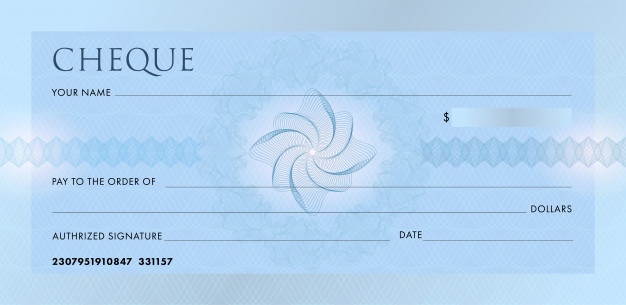 CHEQUE
YOUR NAME
$
PAY TO THE ORDER OF
DOLLARS
AUTHRIZED SIGNATURE DATE
2307951910847 331157